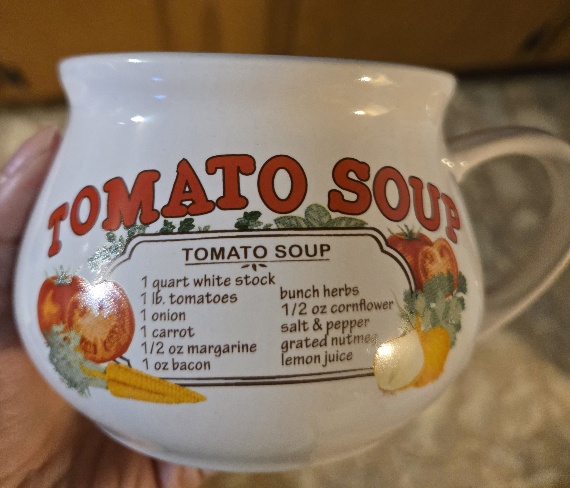 TOMATO SOUP
TOMATO SOUP
1 quart white stock
1 lb. tomatoes
1 onion
1 carrot
1/2 oz margarine
1 oz bacon
bunch herbs
1/2 oz cornflower
salt & pepper
grated nutmeg
lemon juice